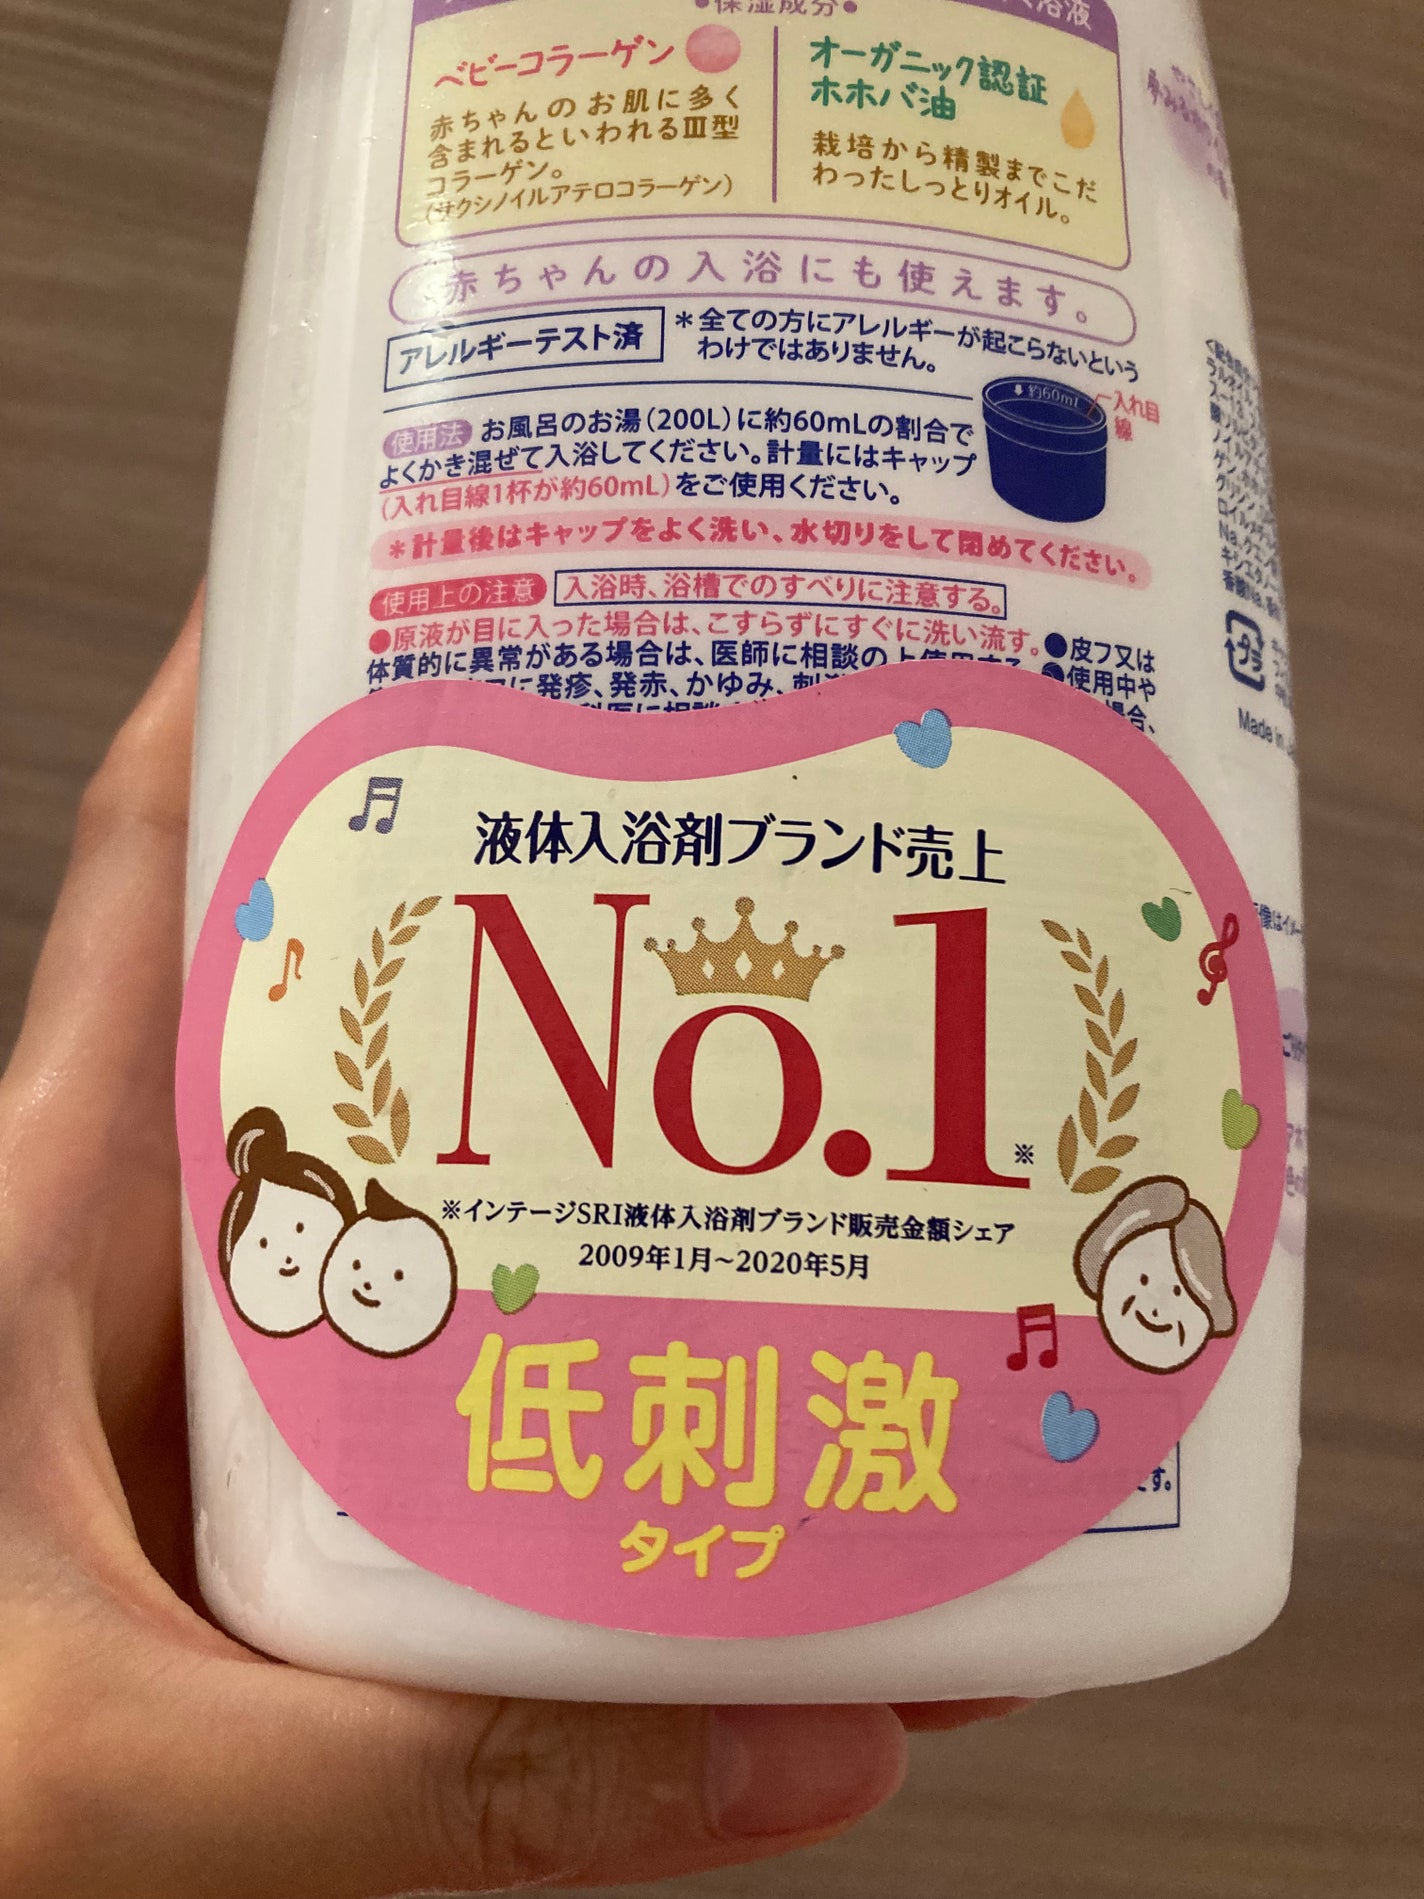 ●保湿成分●
浴液
ベビーコラーゲン
赤ちゃんのお肌に多く
含まれるといわれるⅢ型
コラーゲン。
(サクシノイルアテロコラーゲン)
オーガニック認証
ホホバ油
栽培から精製までこだ
わったしっとりオイル。
赤ちゃんの入浴にも使えます。
アレルギーテスト済
＊全ての方にアレルギーが起こらないという
わけではありません。
使用法 お風呂のお湯(200L)に約60mLの割合で
よくかき混ぜて入浴してください。計量にはキャップ
(入れ目線1杯が約60mL)をご使用ください。
約60mL
入れ目
線
＊計量後はキャップをよく洗い、水切りをして閉めてください。
使用上の注意 入浴時、浴槽でのすべりに注意する。
●原液が目に入った場合は、こすらずにすぐに洗い流す。●皮フ又は
体質的に異常がある場合は、医師に相談の上使用する。
使用中や
に発疹、発赤、かゆみ、刺
場合、
プラ
Made in
液体入浴剤ブランド売上
No.1※
※インテージSRI液体入浴剤ブランド販売金額シェア
2009年1月~2020年5月
低刺激
タイプ
す。